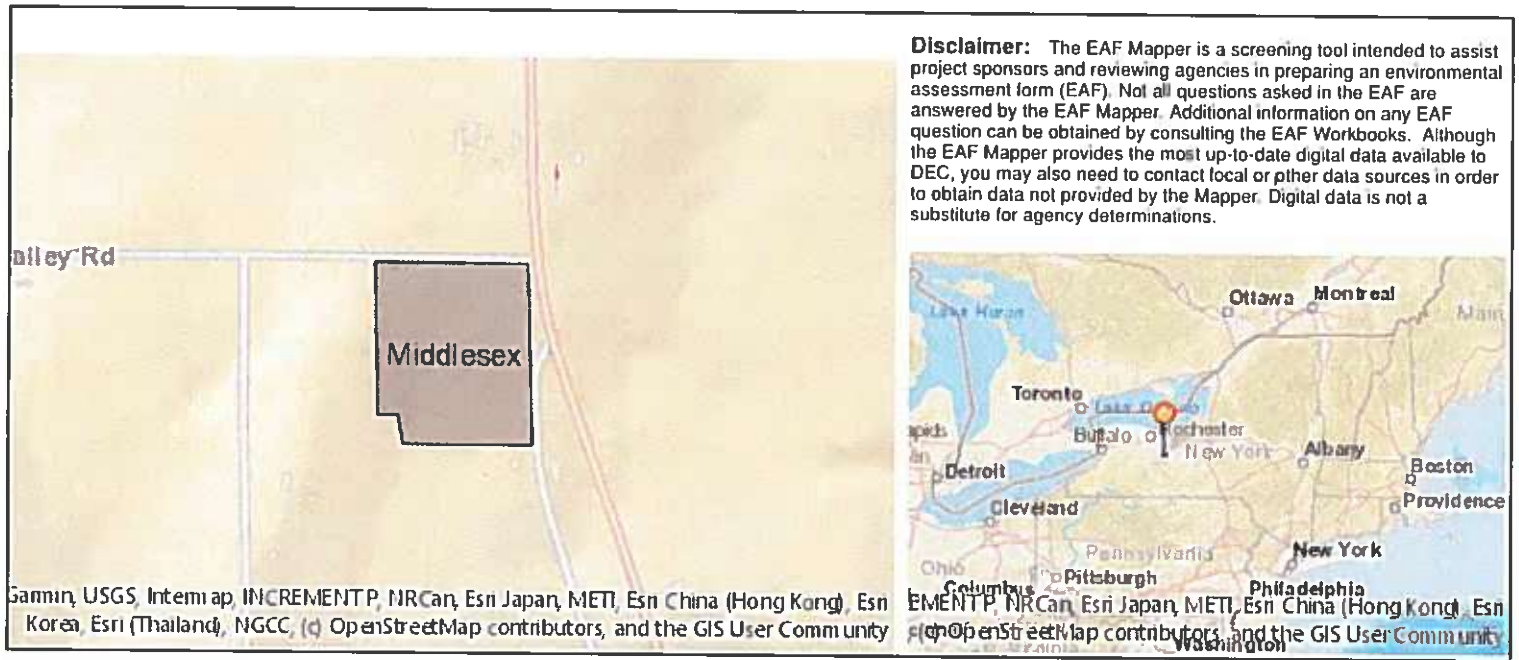 Disclaimer: The EAF Mapper is a screening tool intended to assist
project sponsors and reviewing agencies in preparing an environmental
assessment form (EAF). Not all questions asked in the EAF are
answered by the EAF Mapper. Additional information on any EAF
question can be obtained by consulting the EAF Workbooks. Although
the EAF Mapper provides the most up-to-date digital data available to
DEC, you may also need to contact local or other data sources in order
to obtain data not provided by the Mapper. Digital data is not a
substitute for agency determinations.
alley Rd
Middlesex
Garmin, USGS, Intermap, INCREMENT P, NRCan, Esri Japan, METI, Esri China (Hong Kong), Esri
Korea, Esri (Thailand), NGCC, (c) OpenStreetMap contributors, and the GIS User Community
Ottawa
Montreal
Lake Huron
Main
Toronto
Buffalo
Rochester
apids
New York
Albany
Detroit
Boston
Cleveland
Providence
Pennsylvania
New York
Ohio
Columbus
Pittsburgh
Philadelphia
EMENT P, NRCan, Esri Japan, METI, Esri China (Hong Kong), Esri
OpenStreetMap contributors, and the GIS User Community
Washington